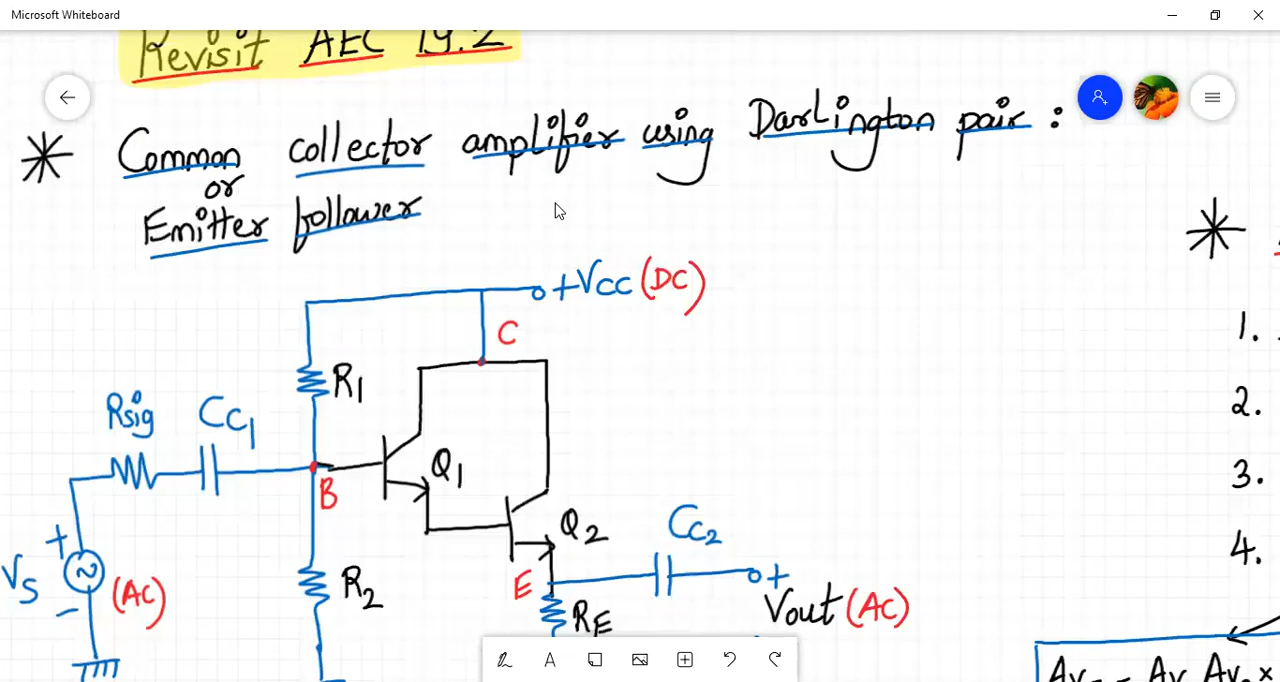 Microsoft Whiteboard
Revisit AEC 19.2
* Common collector amplifier using Darlington pair :
or
Emitter follower
*
+VCC (DC)
C
1.
R1
Rsig CC1
2.
Q1
3.
B
Q2 CC2
+
4.
E
VS (AC)
R2
+
-
Vout (AC)
RE
A